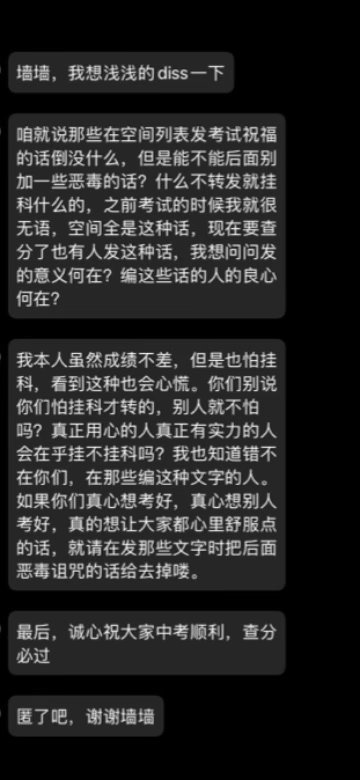 墙墙，我想浅浅的diss一下
咱就说那些在空间列表发考试祝福
的话倒没什么，但是能不能后面别
加一些恶毒的话？什么不转发就挂
科什么的，之前考试的时候我就很
无语，空间全是这种话，现在要查
分了也有人发这种话，我想问问发
的意义何在？编这些话的人的良心
何在？
我本人虽然成绩不差，但是也怕挂
科，看到这种也会心慌。你们别说
你们怕挂科才转的，别人就不怕
吗？真正用心的人真正有实力的人
会在乎挂不挂科吗？我也知道错不
在你们，在那些编这种文字的人。
如果你们真心想考好，真心想别人
考好，真的想让大家都心里舒服点
的话，就请在发那些文字时把后面
恶毒诅咒的话给去掉喽。
最后，诚心祝大家中考顺利，查分
必过
匿了吧，谢谢墙墙